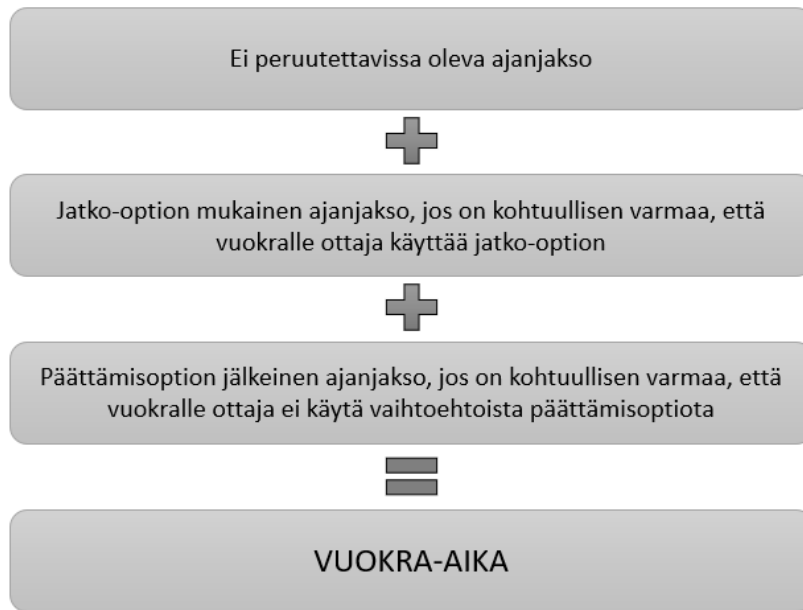 Ei peruutettavissa oleva ajanjakso
Jatko-option mukainen ajanjakso, jos on kohtuullisen varmaa, että
vuokralle ottaja käyttää jatko-option
Päättämisoption jälkeinen ajanjakso, jos on kohtuullisen varmaa, että
vuokralle ottaja ei käytä vaihtoehtoista päättämisoptiota
VUOKRA-AIKA